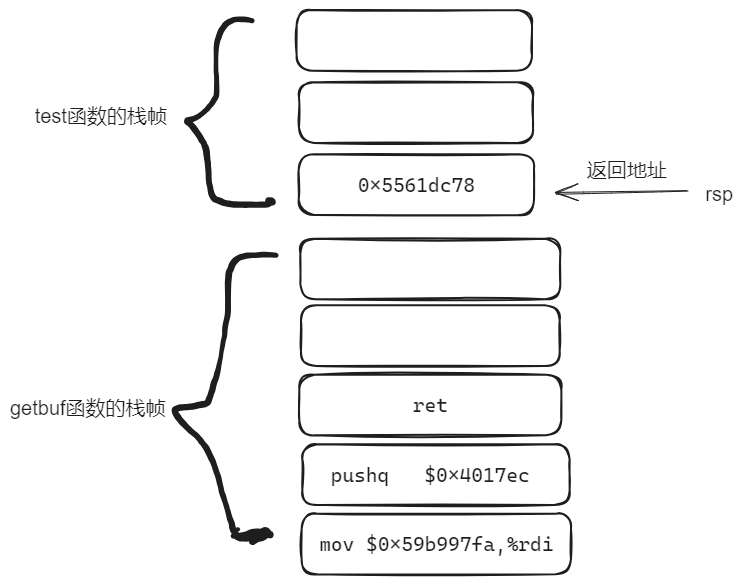 test函数的栈帧
0×5561dc78
返回地址
rsp
getbuf函数的栈帧
ret
pushq $0×4017ec
mov $0×59b997fa,%rdi